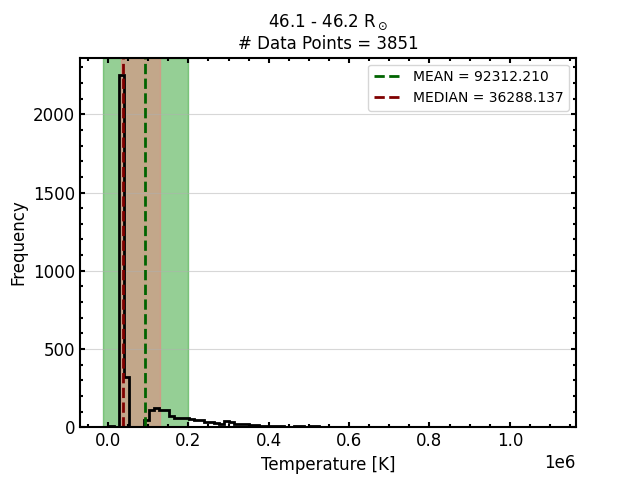 46.1 - 46.2 R⊙
# Data Points = 3851
MEAN = 92312.210
MEDIAN = 36288.137
Frequency
2000
1500
1000
500
0
0.0 0.2 0.4 0.6 0.8 1.0
1e6
Temperature [K]